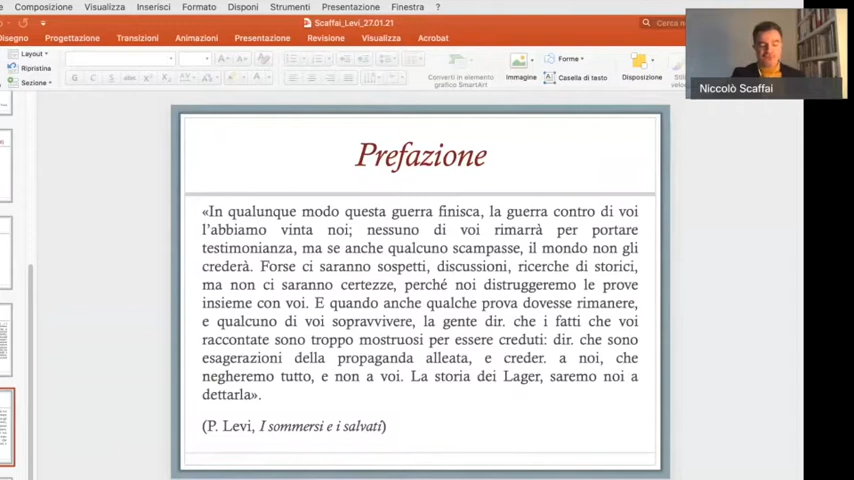 Composizione Visualizza Inserisci Formato Disponi Strumenti Presentazione Finestra ?
Scaffai_Levi_27.01.21
Disegno Progettazione Transizioni Animazioni Presentazione Revisione Visualizza Acrobat
Layout
Ripristina
Sezione
G C S abc
Converti in elemento
grafico SmartArt
Immagine
Forme
Casella di testo
Disposizione
Niccolò Scaffai
Prefazione
«In qualunque modo questa guerra finisca, la guerra contro di voi
l’abbiamo vinta noi; nessuno di voi rimarrà per portare
testimonianza, ma se anche qualcuno scampasse, il mondo non gli
crederà. Forse ci saranno sospetti, discussioni, ricerche di storici,
ma non ci saranno certezze, perché noi distruggeremo le prove
insieme con voi. E quando anche qualche prova dovesse rimanere,
e qualcuno di voi sopravvivere, la gente dir. che i fatti che voi
raccontate sono troppo mostruosi per essere creduti: dir. che sono
esagerazioni della propaganda alleata, e creder. a noi, che
negheremo tutto, e non a voi. La storia dei Lager, saremo noi a
dettarla».
(P. Levi, I sommersi e i salvati)